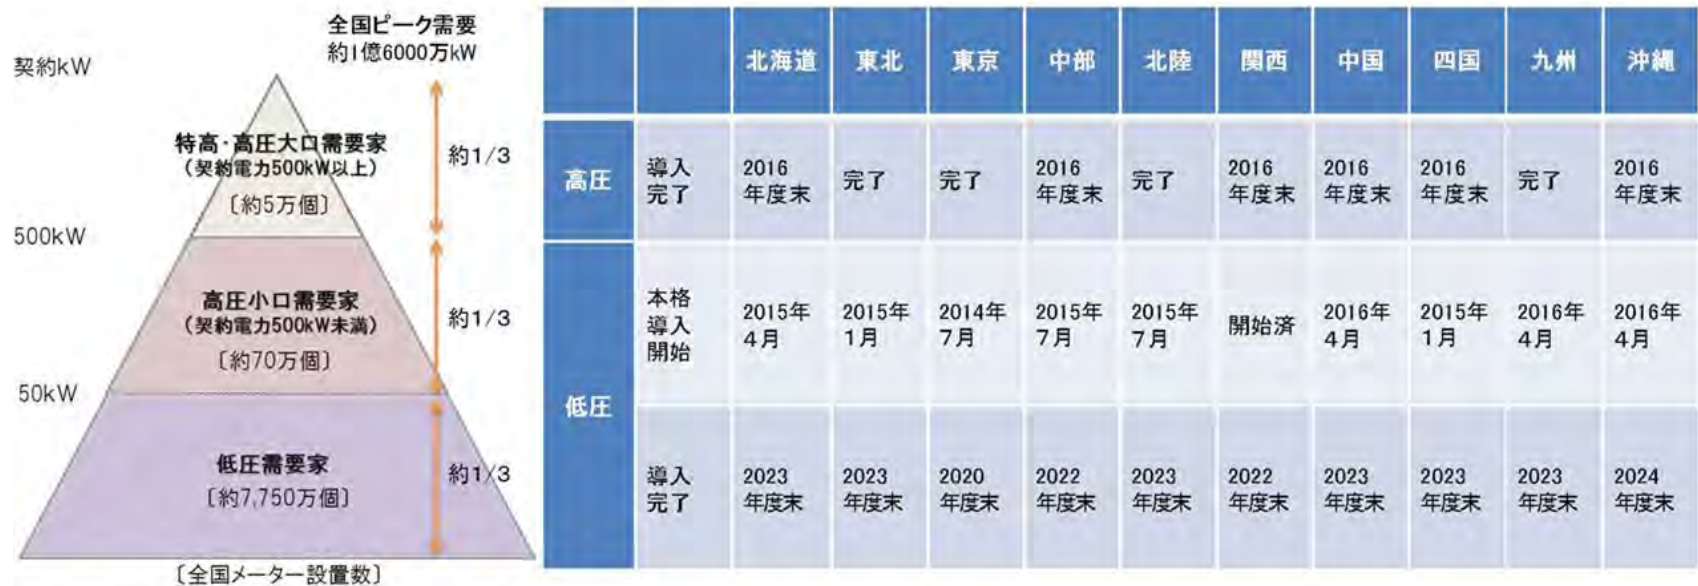 全国ピーク需要
約1億6000万kW
契約kW
特高・高圧大口需要家
(契約電力500kW以上)
〔約5万個〕
約1/3
500kW
高圧小口需要家
(契約電力500kW未満)
〔約70万個〕
約1/3
50kW
低圧需要家
〔約7,750万個〕
約1/3
〔全国メーター設置数〕
北海道 東北 東京 中部 北陸 関西 中国 四国 九州 沖縄
高圧
導入
完了
2016
年度末
完了
完了
2016
年度末
完了
2016
年度末
2016
年度末
2016
年度末
完了
2016
年度末
低圧
本格
導入
開始
2015年
4月
2015年
1月
2014年
7月
2015年
7月
2015年
7月
開始済
2016年
4月
2015年
1月
2016年
4月
2016年
4月
導入
完了
2023
年度末
2023
年度末
2020
年度末
2022
年度末
2023
年度末
2022
年度末
2023
年度末
2023
年度末
2023
年度末
2024
年度末